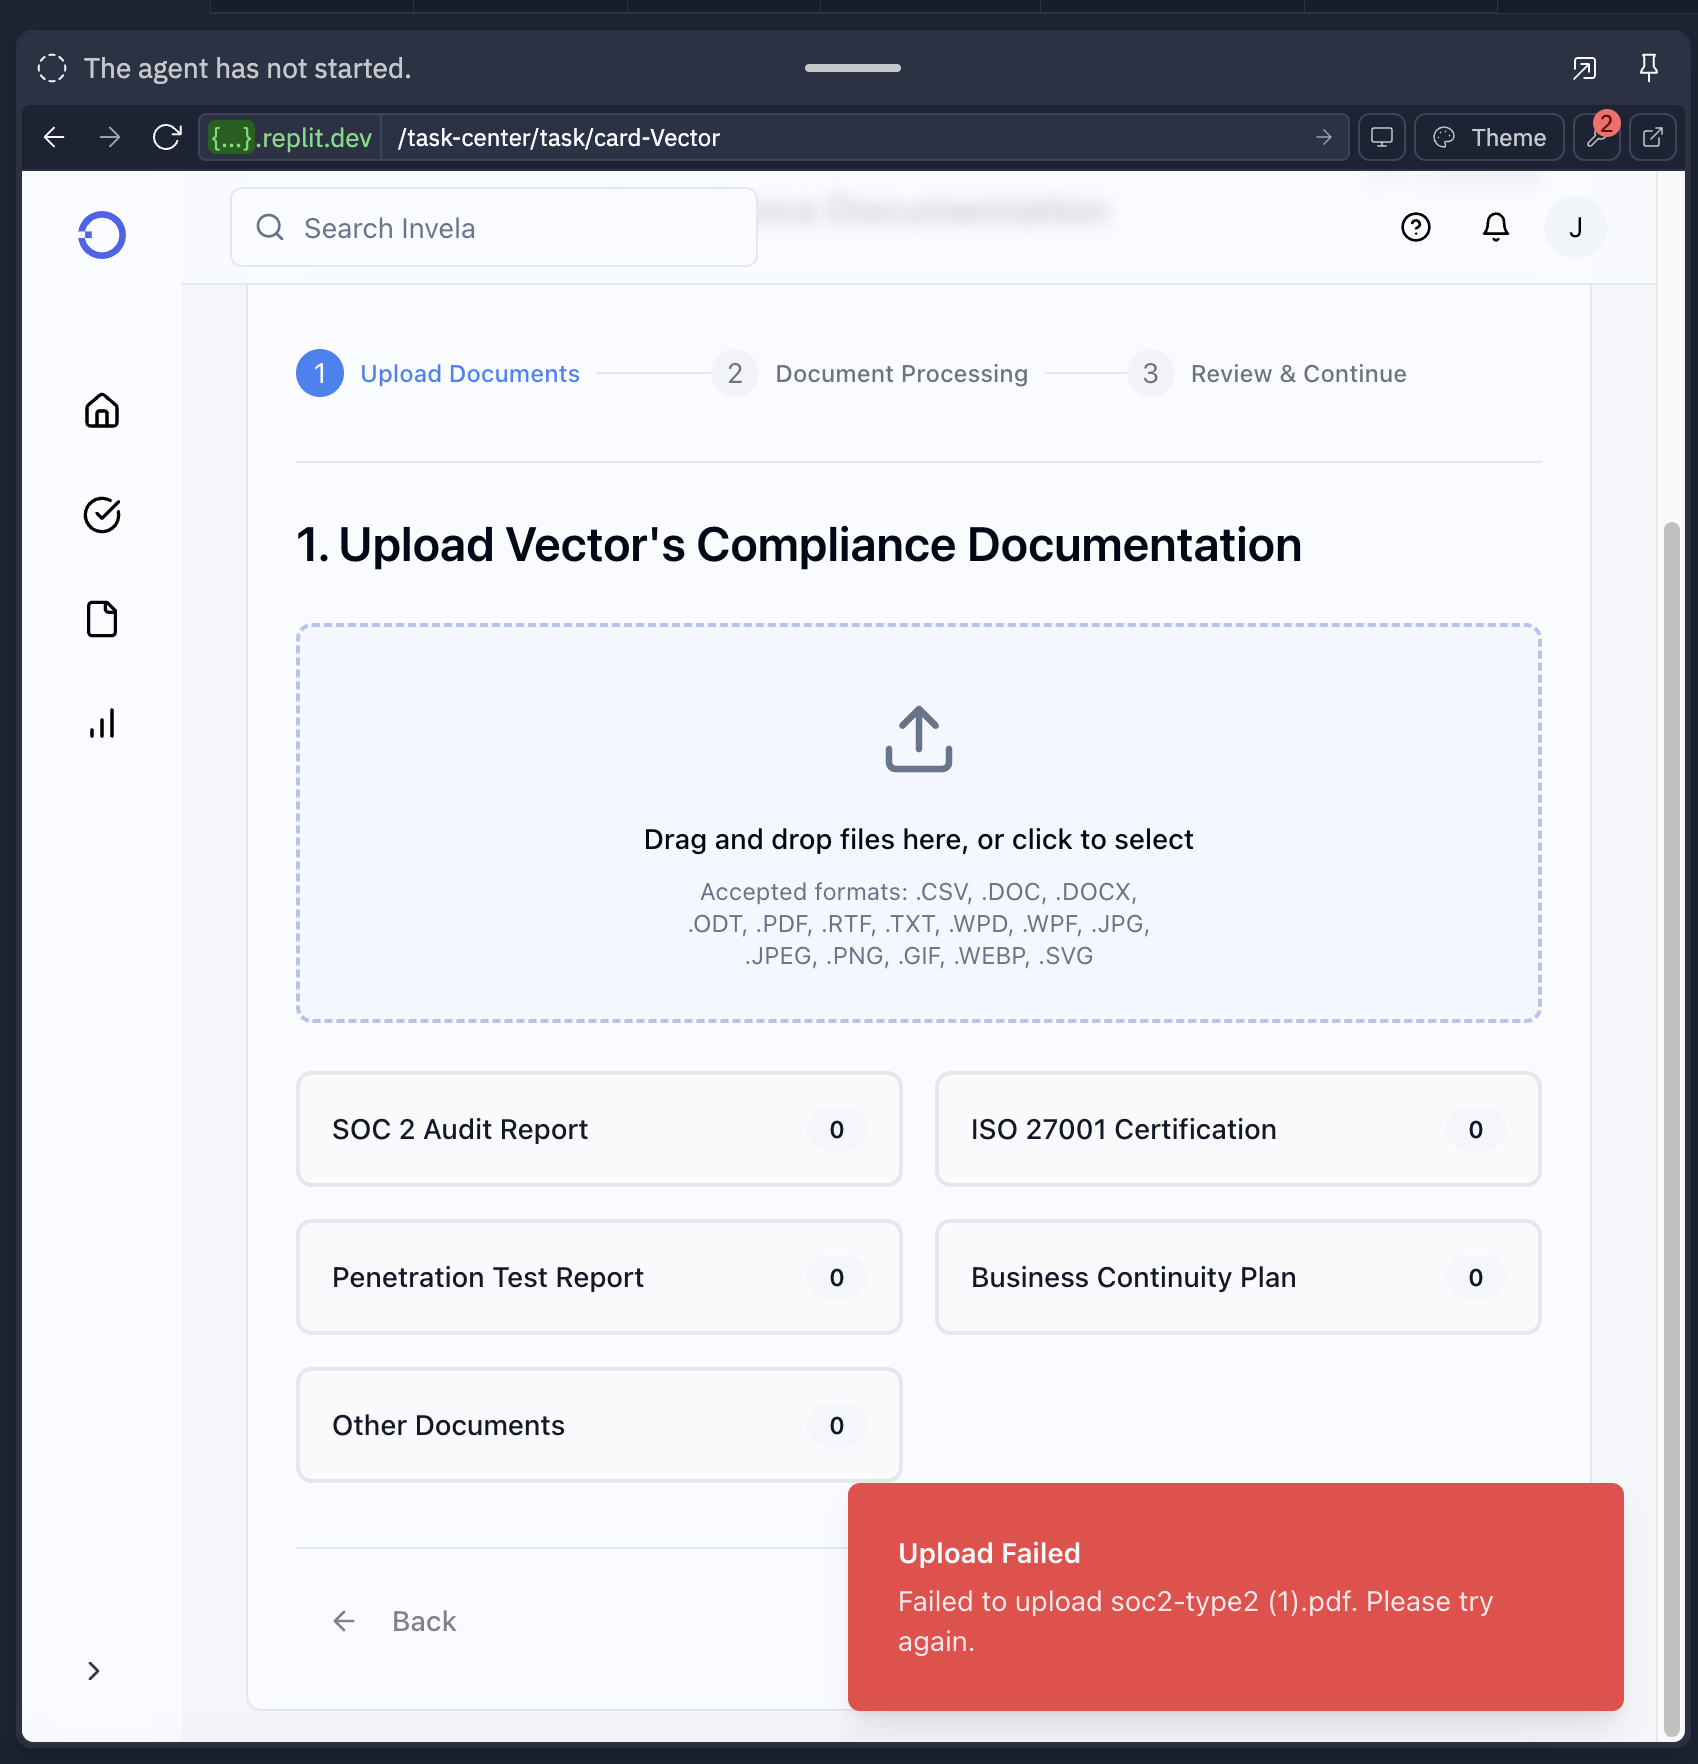 The agent has not started.
{...}.replit.dev /task-center/task/card-Vector Theme 2
Search Invela
Documentation
J
1 Upload Documents 2 Document Processing 3 Review & Continue
1. Upload Vector's Compliance Documentation
Drag and drop files here, or click to select
Accepted formats: .CSV, .DOC, .DOCX,
.ODT, .PDF, .RTF, .TXT, .WPD, .WPF, .JPG,
.JPEG, .PNG, .GIF, .WEBP, .SVG
SOC 2 Audit Report 0
ISO 27001 Certification 0
Penetration Test Report 0
Business Continuity Plan 0
Other Documents 0
Upload Failed
Failed to upload soc2-type2 (1).pdf. Please try
again.
Back